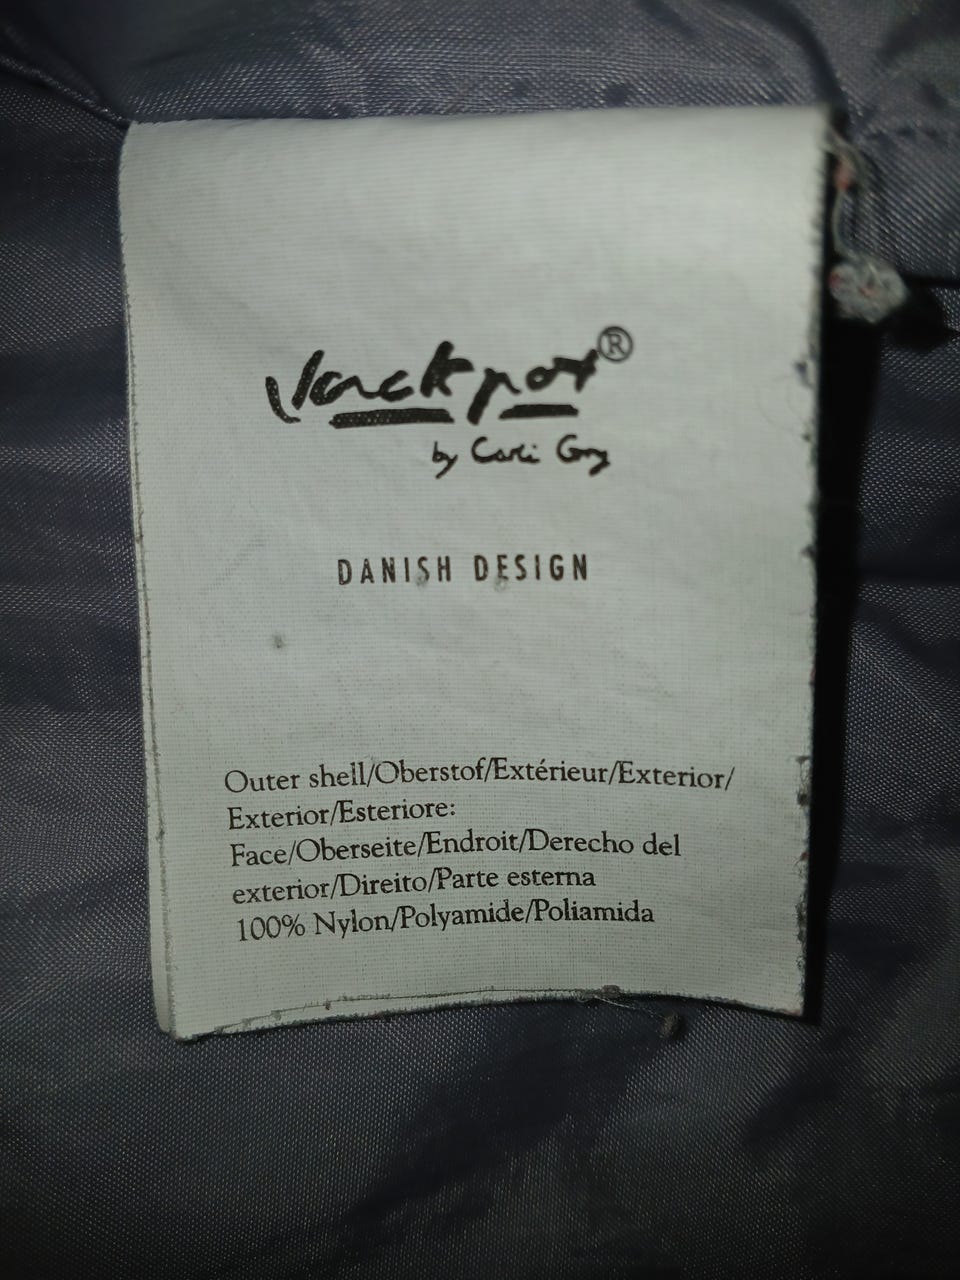 Jackpot®
by Carli Gry
DANISH DESIGN
Outer shell/Oberstof/Extérieur/Exterior/
Exterior/Esteriore:
Face/Oberseite/Endroit/Derecho del
exterior/Direito/Parte esterna
100% Nylon/Polyamide/Poliamida